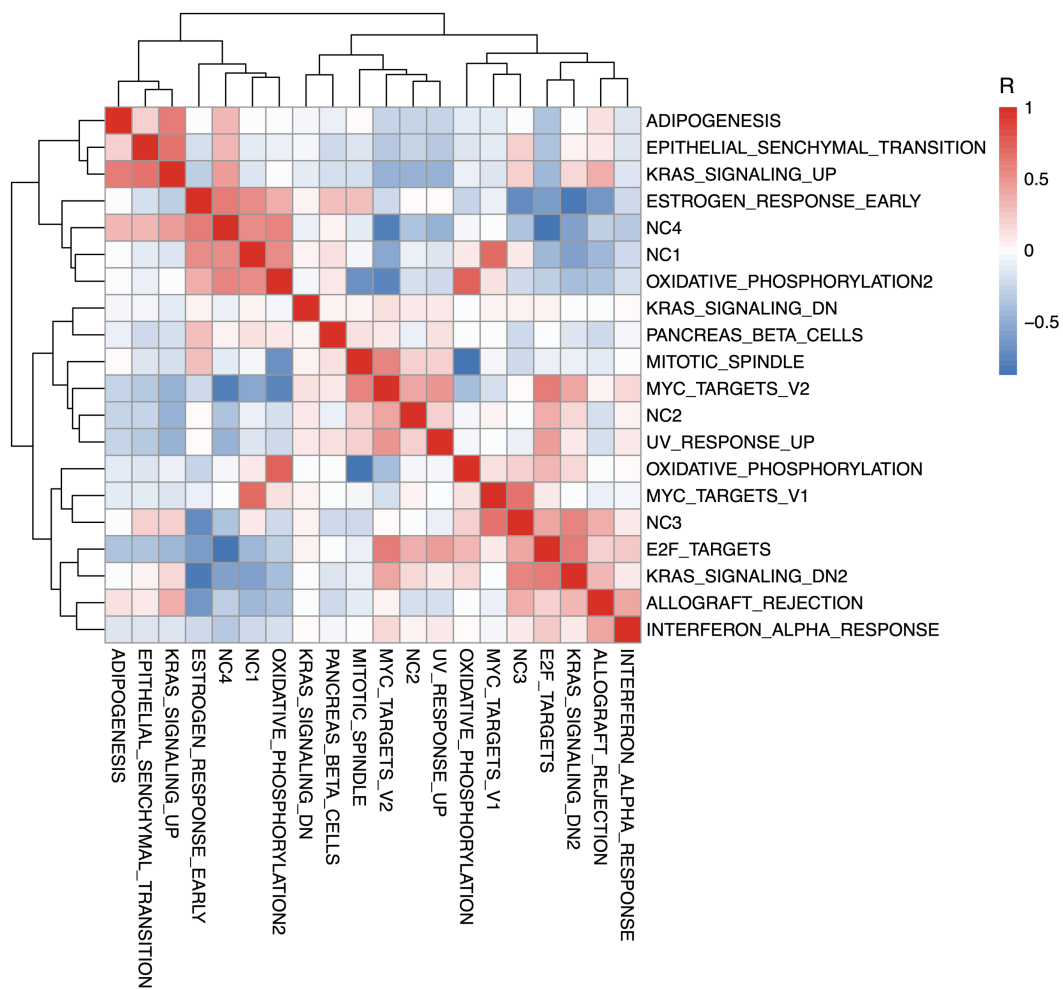 R
1
0.5
0
−0.5
ADIPOGENESIS
EPITHELIAL_SENCHYMAL_TRANSITION
KRAS_SIGNALING_UP
ESTROGEN_RESPONSE_EARLY
NC4
NC1
OXIDATIVE_PHOSPHORYLATION2
KRAS_SIGNALING_DN
PANCREAS_BETA_CELLS
MITOTIC_SPINDLE
MYC_TARGETS_V2
NC2
UV_RESPONSE_UP
OXIDATIVE_PHOSPHORYLATION
MYC_TARGETS_V1
NC3
E2F_TARGETS
KRAS_SIGNALING_DN2
ALLOGRAFT_REJECTION
INTERFERON_ALPHA_RESPONSE
ADIPOGENESIS
EPITHELIAL_SENCHYMAL_TRANSITION
KRAS_SIGNALING_UP
ESTROGEN_RESPONSE_EARLY
NC4
NC1
OXIDATIVE_PHOSPHORYLATION2
KRAS_SIGNALING_DN
PANCREAS_BETA_CELLS
MITOTIC_SPINDLE
MYC_TARGETS_V2
NC2
UV_RESPONSE_UP
OXIDATIVE_PHOSPHORYLATION
MYC_TARGETS_V1
NC3
E2F_TARGETS
KRAS_SIGNALING_DN2
ALLOGRAFT_REJECTION
INTERFERON_ALPHA_RESPONSE